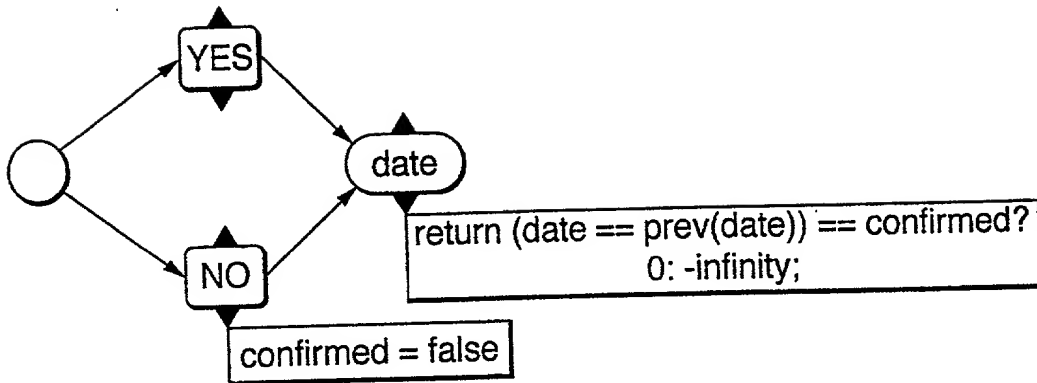 YES
date
return (date == prev(date)) == confirmed?
0: -infinity;
NO
confirmed = false